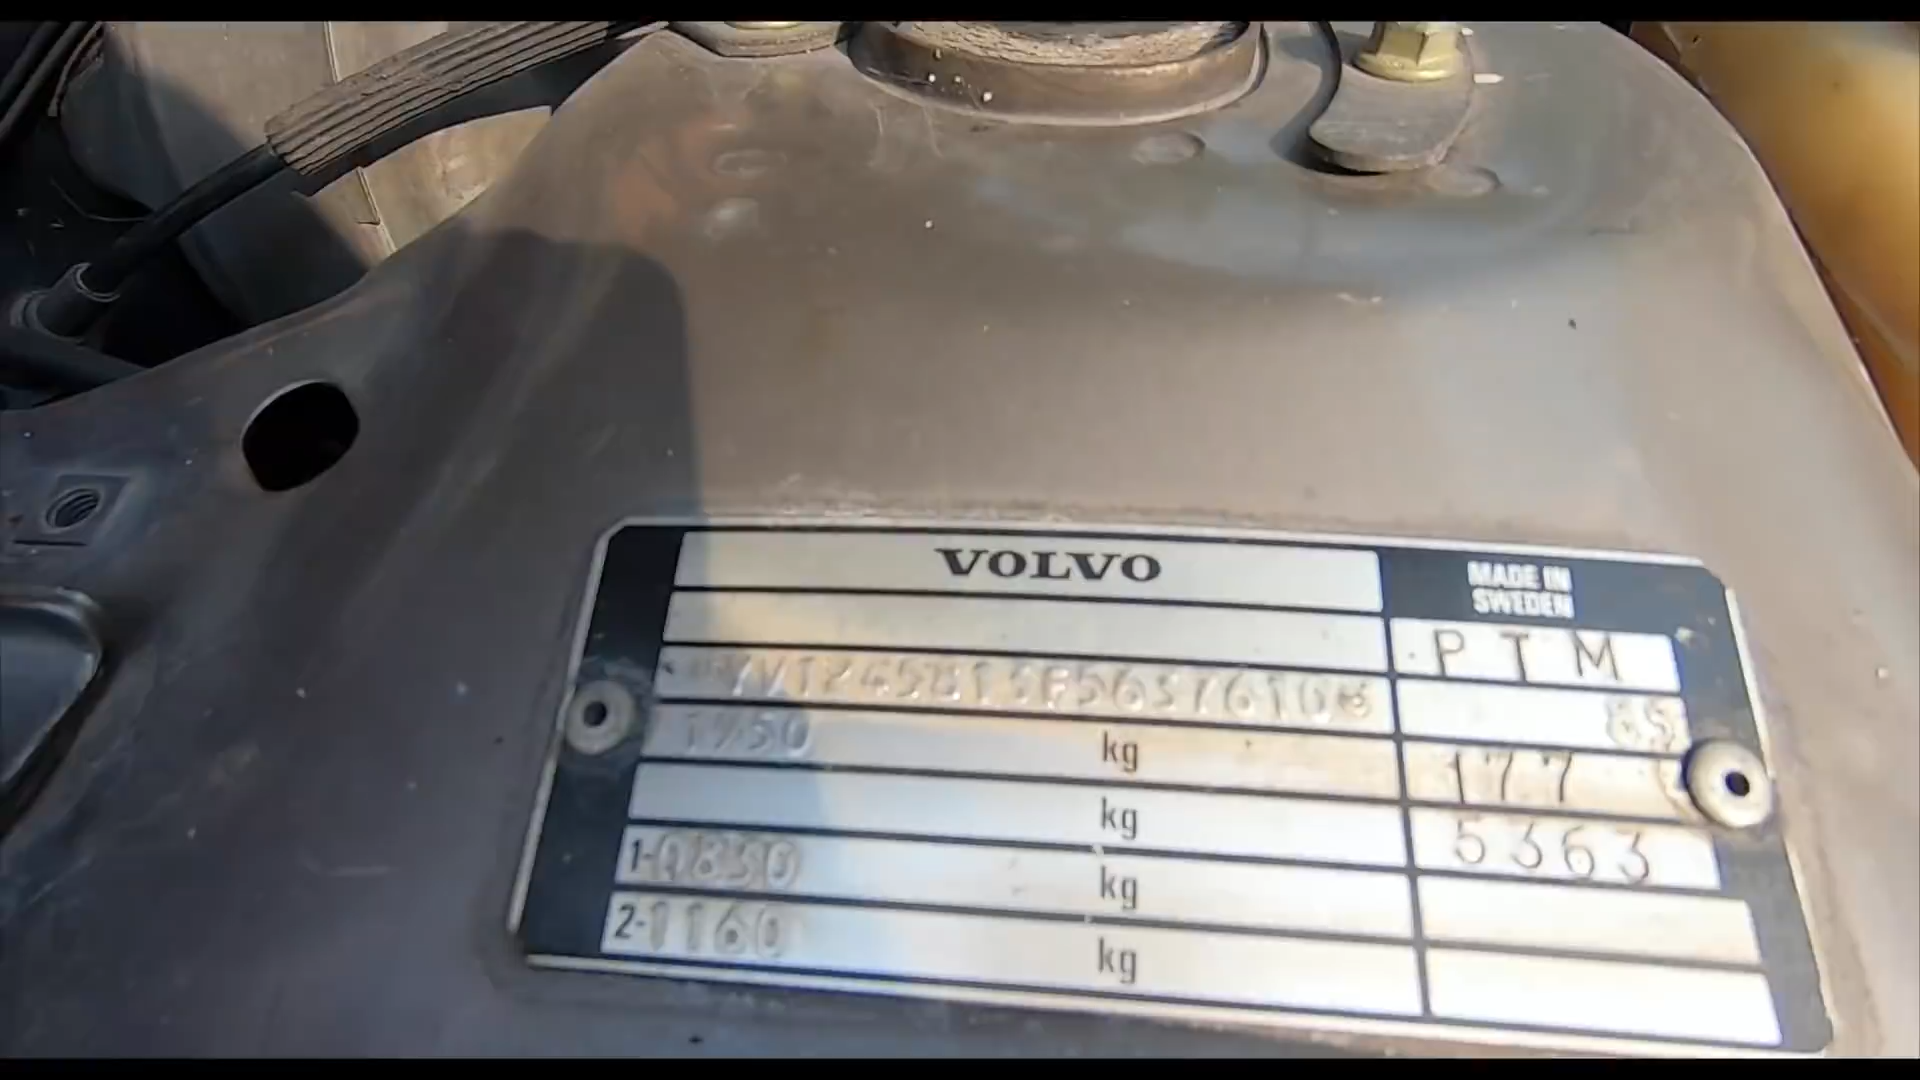 VOLVO
MADE IN
SWEDEN
P T M
85
kg
177
kg
5363
1-0830 kg
2-1160 kg